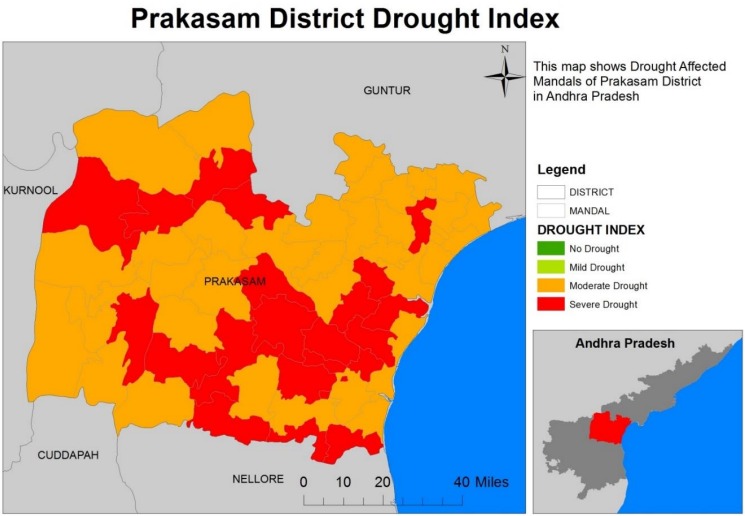 Prakasam District Drought Index
N
GUNTUR
KURNOOL
PRAKASAM
CUDDAPAH
NELLORE
0 10 20 40 Miles
This map shows Drought Affected
Mandals of Prakasam District
in Andhra Pradesh
Legend
DISTRICT
MANDAL
DROUGHT INDEX
No Drought
Mild Drought
Moderate Drought
Severe Drought
Andhra Pradesh